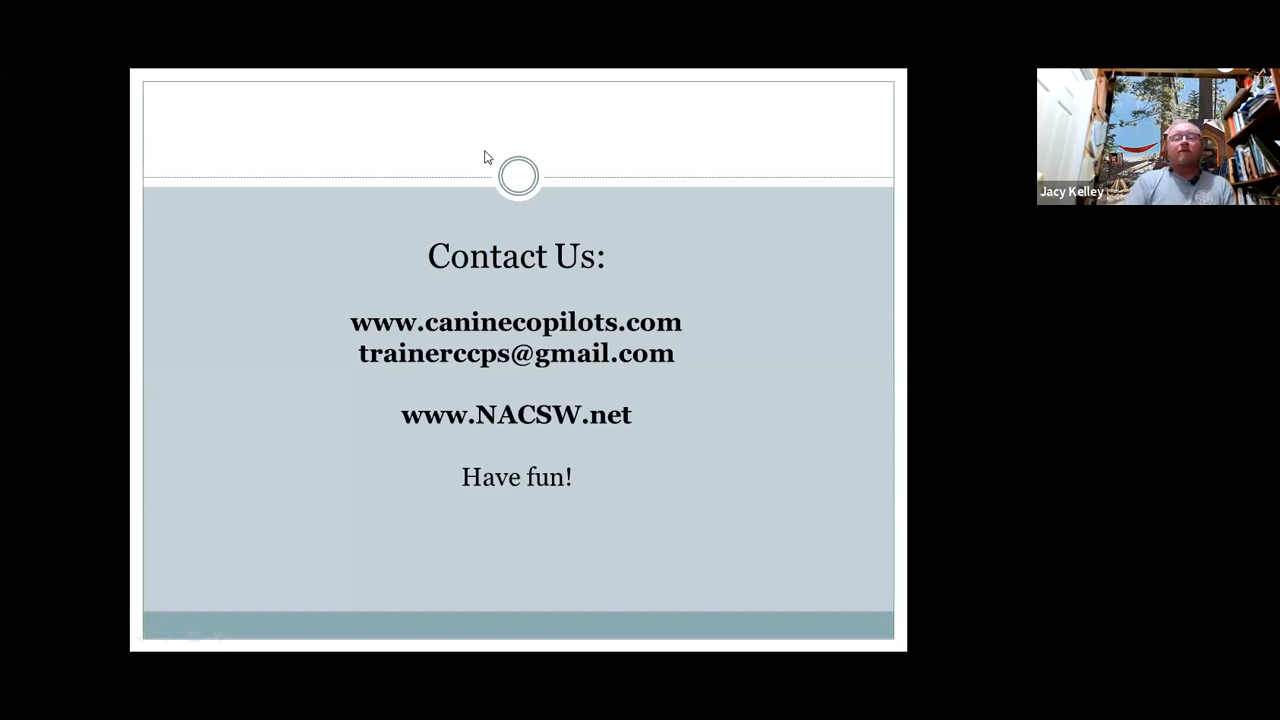 Contact Us:
www.caninecopilots.com
trainerccps@gmail.com
www.NACSW.net
Have fun!
Jacy Kelley